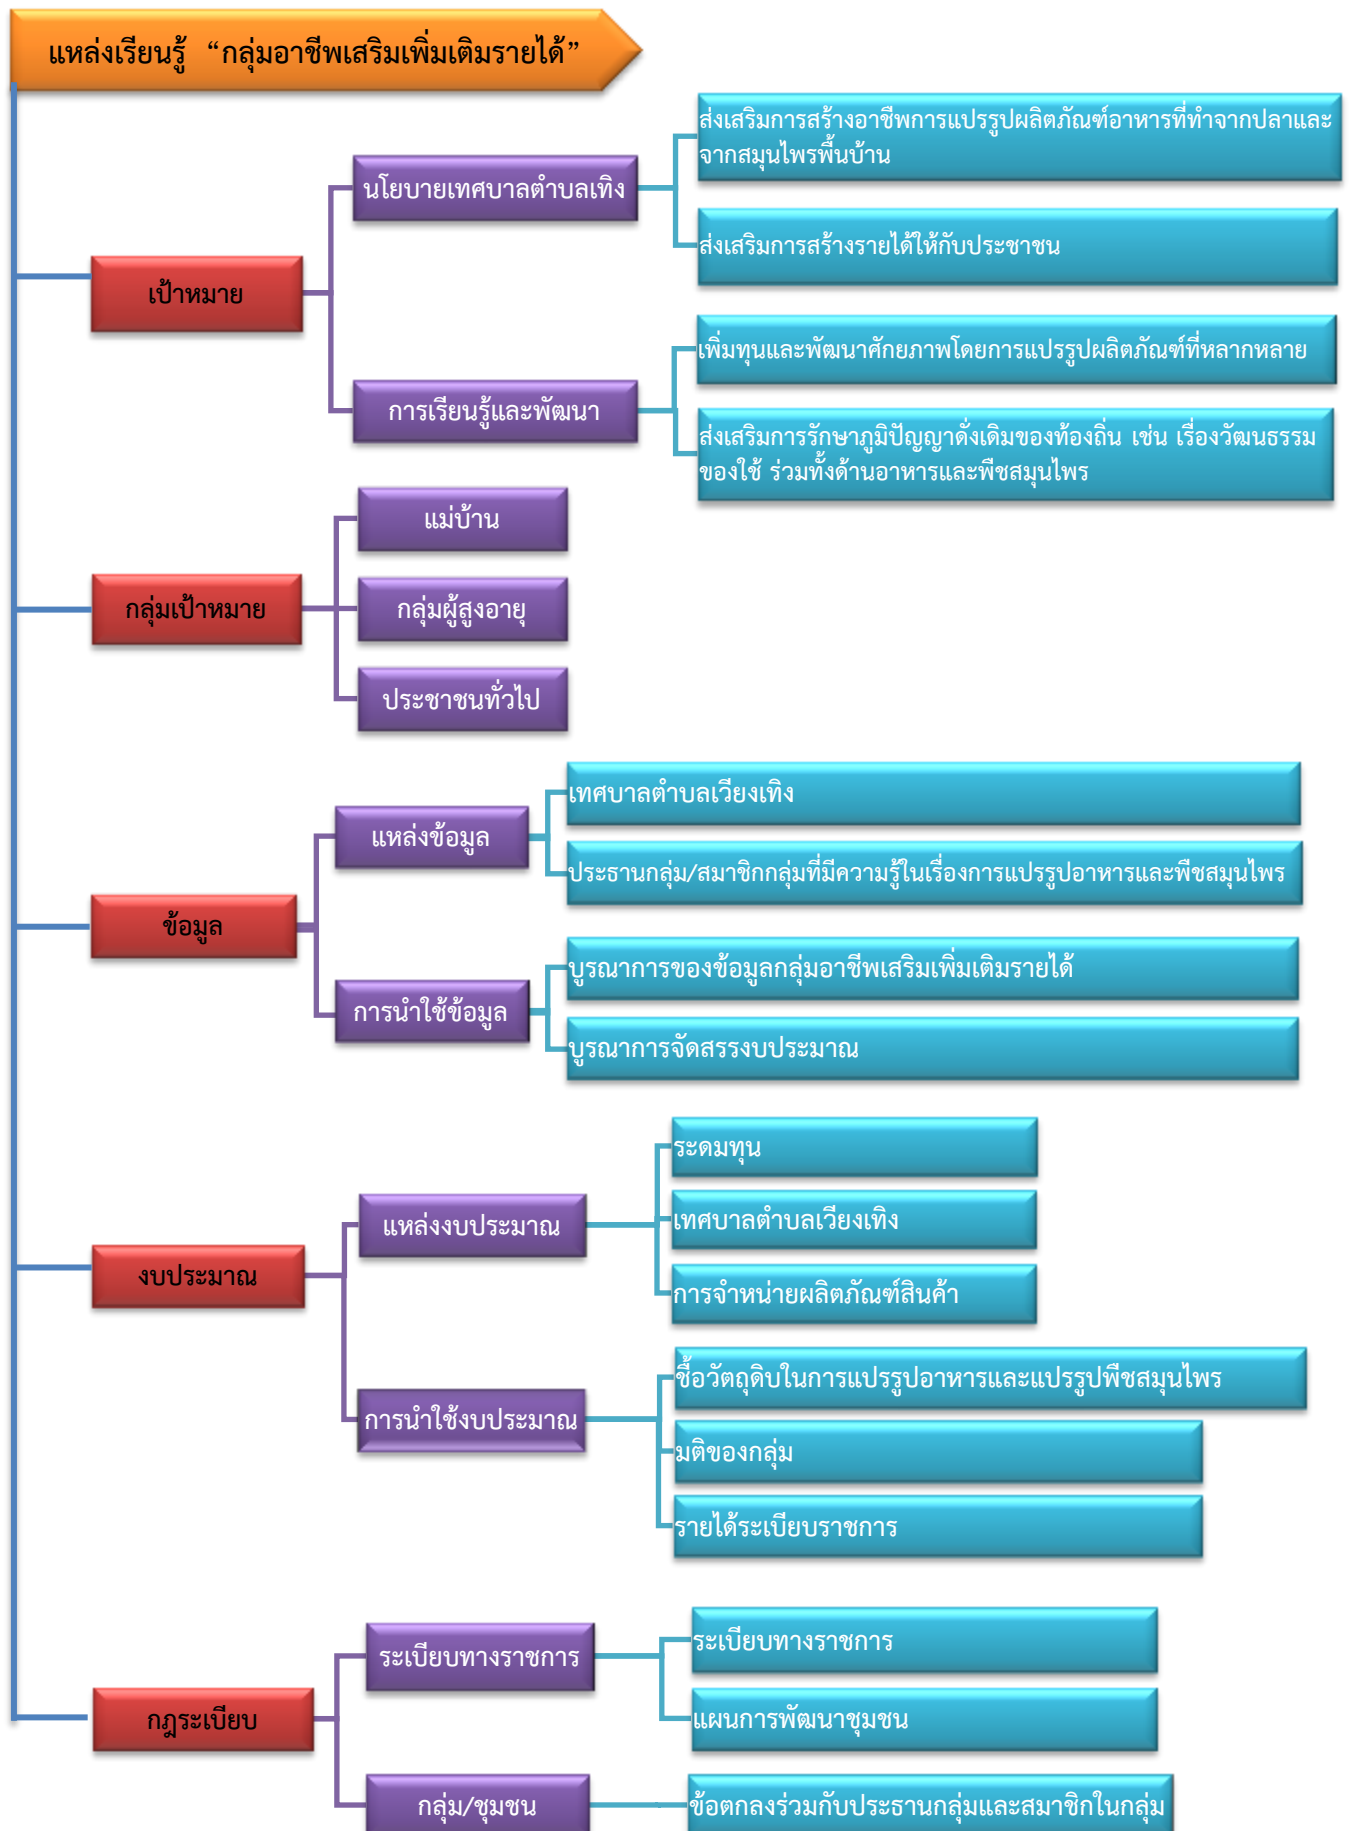 แหล่งเรียนรู้ “กลุ่มอาชีพเสริมเพิ่มเติมรายได้”
เป้าหมาย
นโยบายเทศบาลตำบลเทิง
ส่งเสริมการสร้างอาชีพการแปรรูปผลิตภัณฑ์อาหารที่ทำจากปลาและ
จากสมุนไพรพื้นบ้าน
ส่งเสริมการสร้างรายได้ให้กับประชาชน
การเรียนรู้และพัฒนา
เพิ่มทุนและพัฒนาศักยภาพโดยการแปรรูปผลิตภัณฑ์ที่หลากหลาย
ส่งเสริมการรักษาภูมิปัญญาดั่งเดิมของท้องถิ่น เช่น เรื่องวัฒนธรรม
ของใช้ ร่วมทั้งด้านอาหารและพืชสมุนไพร
กลุ่มเป้าหมาย
แม่บ้าน
กลุ่มผู้สูงอายุ
ประชาชนทั่วไป
ข้อมูล
แหล่งข้อมูล
เทศบาลตำบลเวียงเทิง
ประธานกลุ่ม/สมาชิกกลุ่มที่มีความรู้ในเรื่องการแปรรูปอาหารและพืชสมุนไพร
การนำใช้ข้อมูล
บูรณาการของข้อมูลกลุ่มอาชีพเสริมเพิ่มเติมรายได้
บูรณาการจัดสรรงบประมาณ
งบประมาณ
แหล่งงบประมาณ
ระดมทุน
เทศบาลตำบลเวียงเทิง
การจำหน่ายผลิตภัณฑ์สินค้า
การนำใช้งบประมาณ
ซื้อวัตถุดิบในการแปรรูปอาหารและแปรรูปพืชสมุนไพร
มติของกลุ่ม
รายได้ระเบียบราชการ
กฎระเบียบ
ระเบียบทางราชการ
ระเบียบทางราชการ
แผนการพัฒนาชุมชน
กลุ่ม/ชุมชน
ข้อตกลงร่วมกับประธานกลุ่มและสมาชิกในกลุ่ม